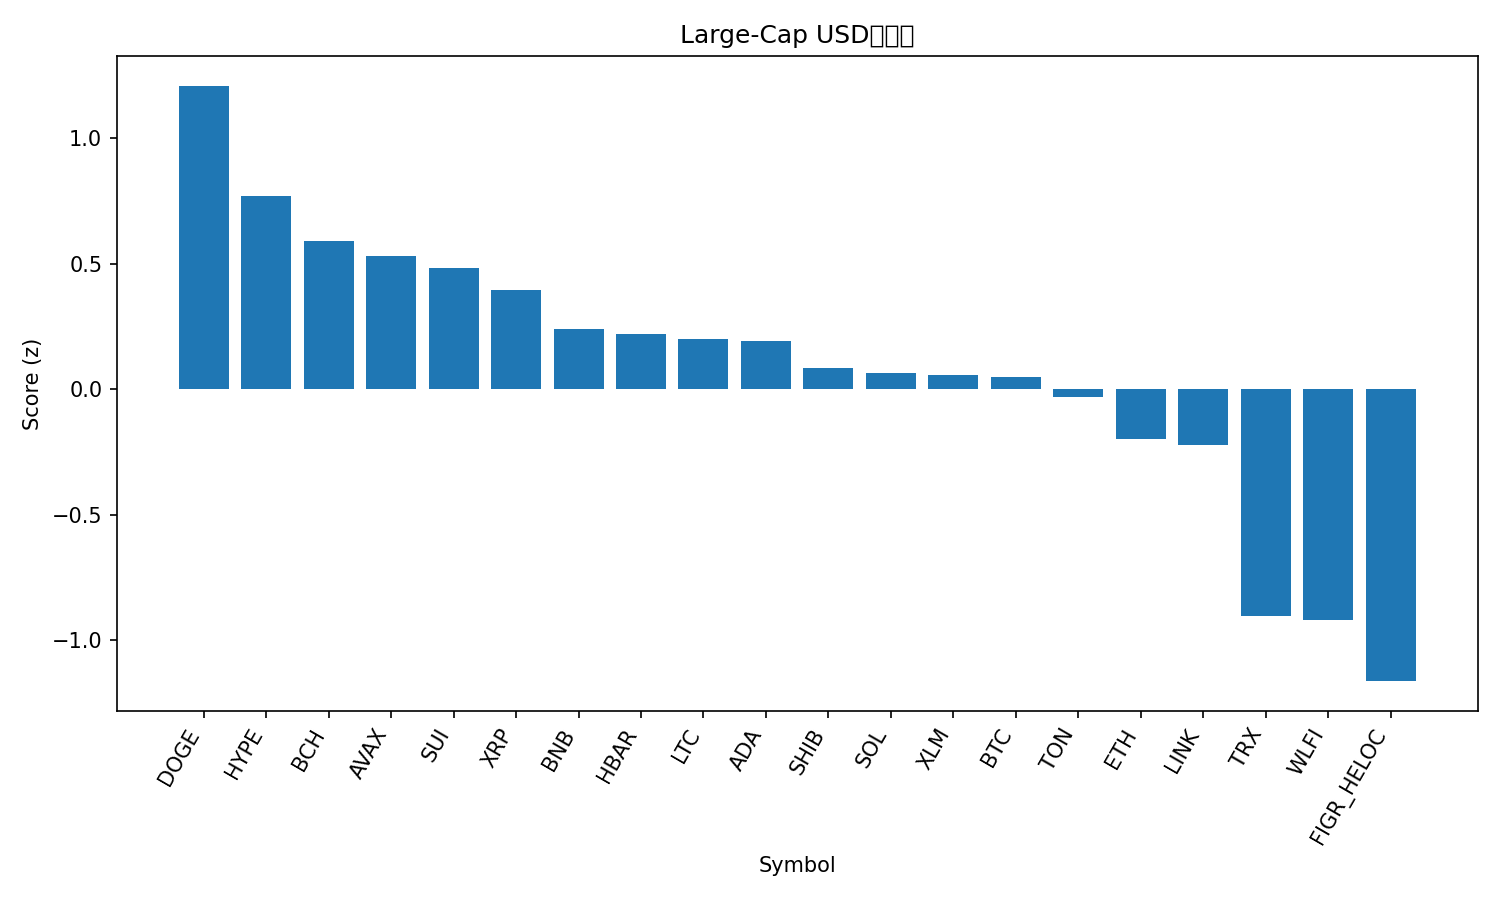 Large-Cap USD
Score (z)
1.0
0.5
0.0
−0.5
−1.0
DOGE
HYPE
BCH
AVAX
SUI
XRP
BNB
HBAR
LTC
ADA
SHIB
SOL
XLM
BTC
TON
ETH
LINK
TRX
WLFI
FIGR_HELOC
Symbol